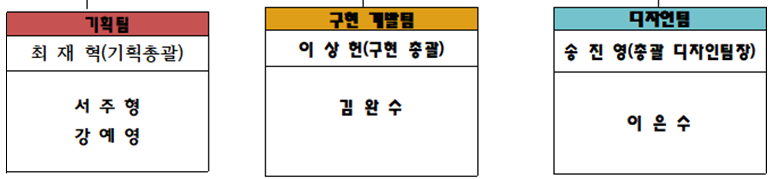 기획팀
최 재 혁(기획총괄)
서 주 형
강 예 영
구현 개발팀
이 상 헌(구현 총괄)
김 완 수
디자인팀
송 진 영(총괄 디자인팀장)
이 은 수